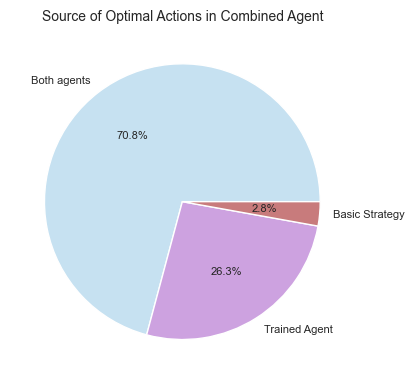 Source of Optimal Actions in Combined Agent
Both agents
70.8%
2.8%
Basic Strategy
26.3%
Trained Agent